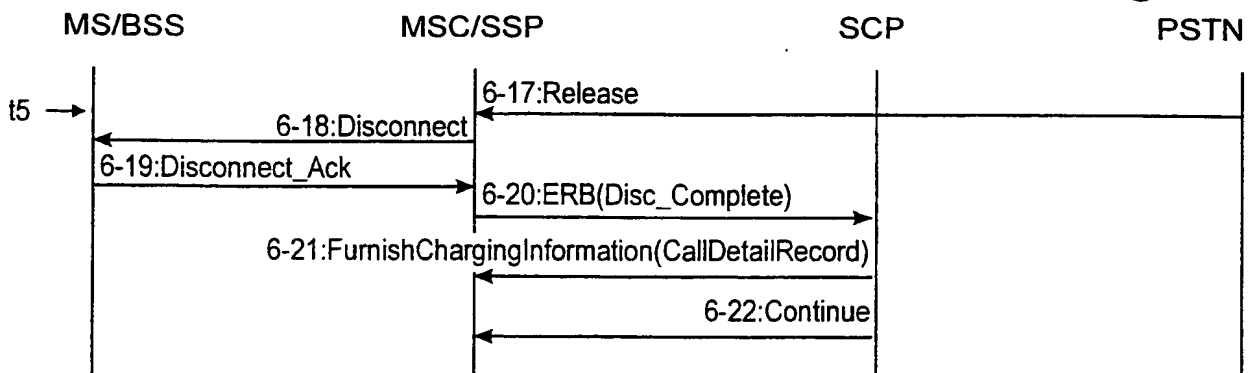 MS/BSS MSC/SSP SCP PSTN
t5
6-17:Release
6-18:Disconnect
6-19:Disconnect_Ack
6-20:ERB(Disc_Complete)
6-21:FurnishChargingInformation(CallDetailRecord)
6-22:Continue